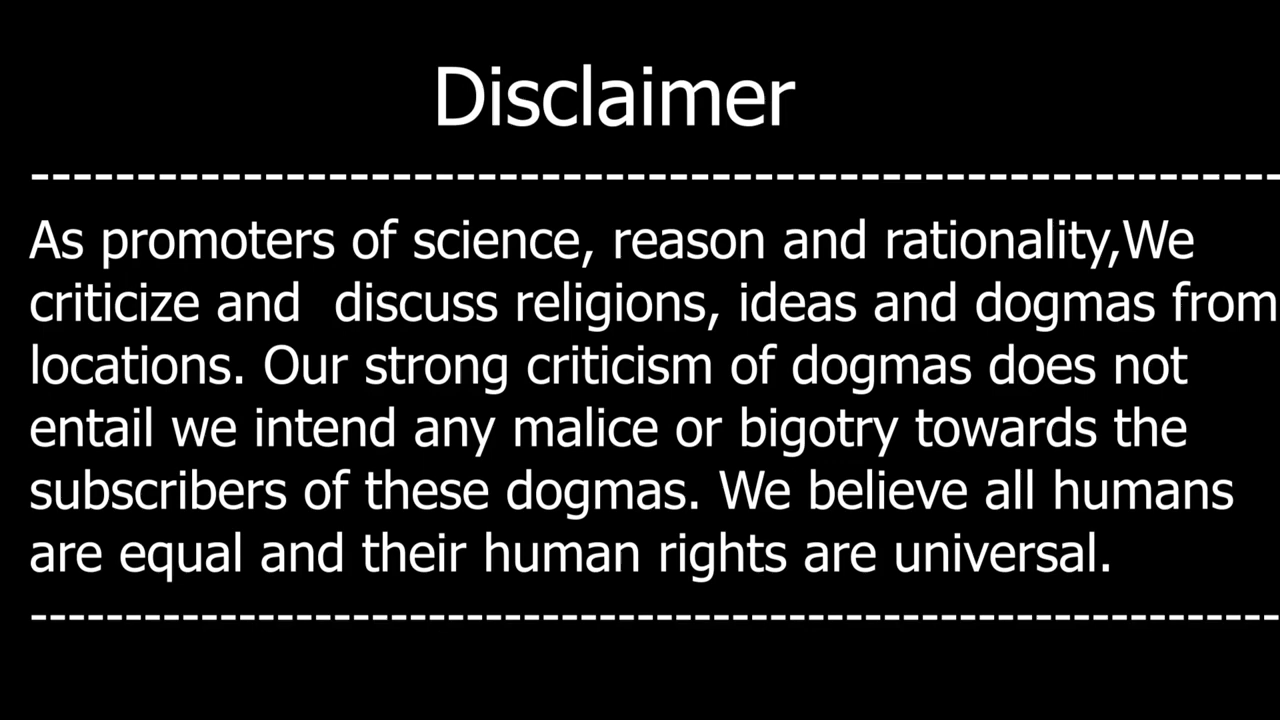 Disclaimer
-----------------------------------------------------------
As promoters of science, reason and rationality,We
criticize and  discuss religions, ideas and dogmas from
locations. Our strong criticism of dogmas does not
entail we intend any malice or bigotry towards the
subscribers of these dogmas. We believe all humans
are equal and their human rights are universal.
------------------------------------------------------------------